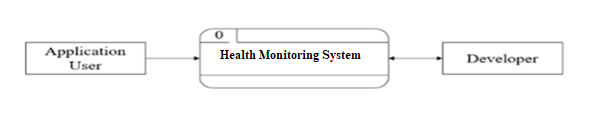 0
Application
User
Health Monitoring System
Developer